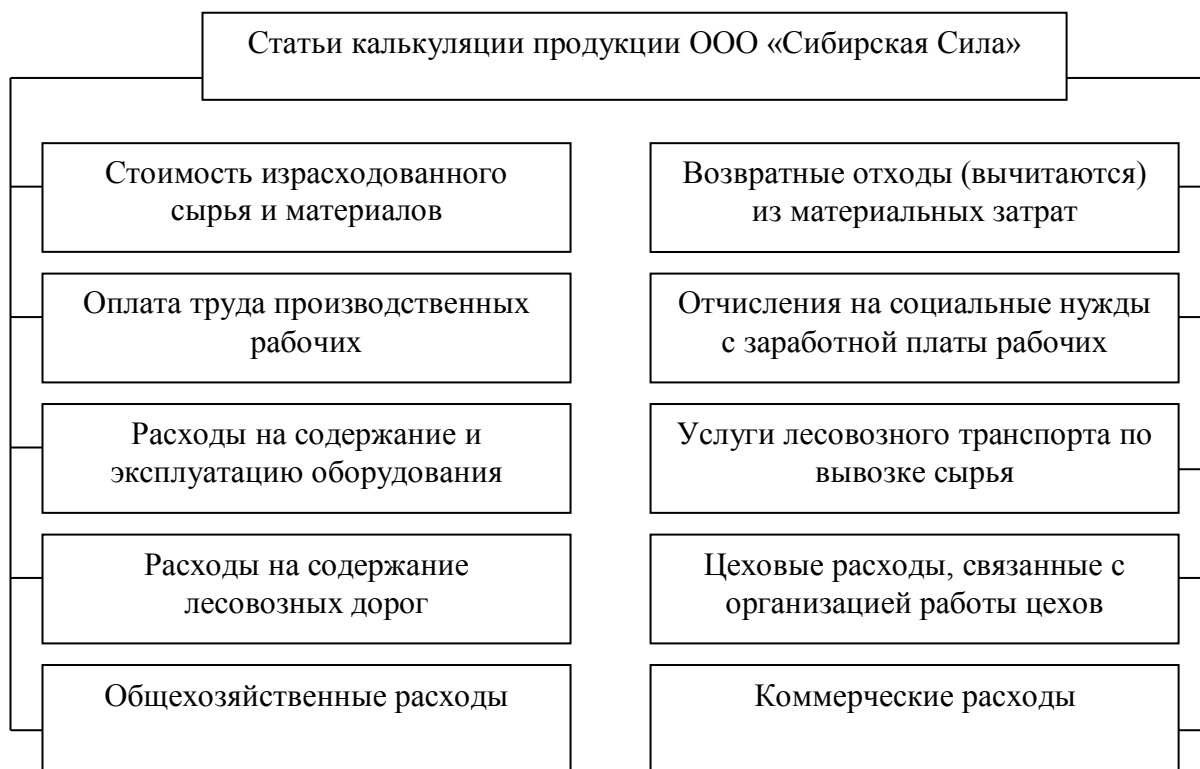 Статьи калькуляции продукции ООО «Сибирская Сила»
Стоимость израсходованного
сырья и материалов
Возвратные отходы (вычитаются)
из материальных затрат
Оплата труда производственных
рабочих
Отчисления на социальные нужды
с заработной платы рабочих
Расходы на содержание и
эксплуатацию оборудования
Услуги лесовозного транспорта по
вывозке сырья
Расходы на содержание
лесовозных дорог
Цеховые расходы, связанные с
организацией работы цехов
Общехозяйственные расходы
Коммерческие расходы